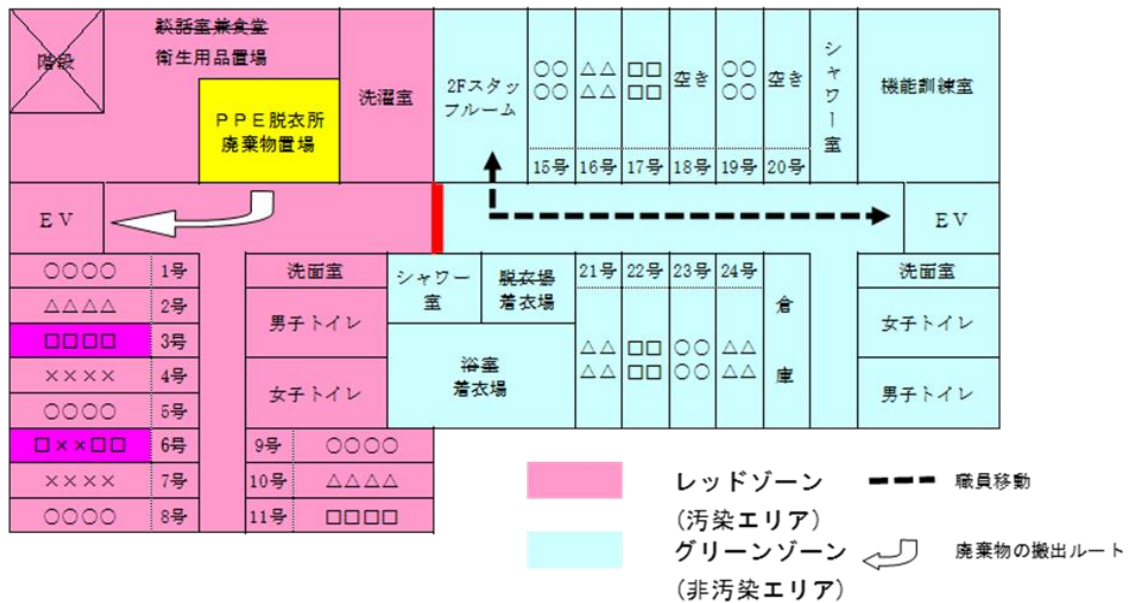 階段
談話室兼食堂
衛生用品置場
PPE脱衣所
廃棄物置場
洗濯室
2Fスタッ
フルーム
○○
○○
15号
△△
△△
16号
□□
□□
17号
空き
18号
○○
○○
19号
空き
20号
シャワー室
機能訓練室
EV
EV
○○○○ 1号
△△△△ 2号
□□□□ 3号
×××× 4号
○○○○ 5号
□××□□ 6号
×××× 7号
○○○○ 8号
洗面室
男子トイレ
女子トイレ
9号 ○○○○
10号 △△△△
11号 □□□□
シャワー
室
脱衣場
着衣場
浴室
着衣場
21号
△△
△△
22号
□□
□□
23号
○○
○○
24号
△△
△△
倉庫
洗面室
女子トイレ
男子トイレ
レッドゾーン
(汚染エリア)
グリーンゾーン
(非汚染エリア)
職員移動
廃棄物の搬出ルート